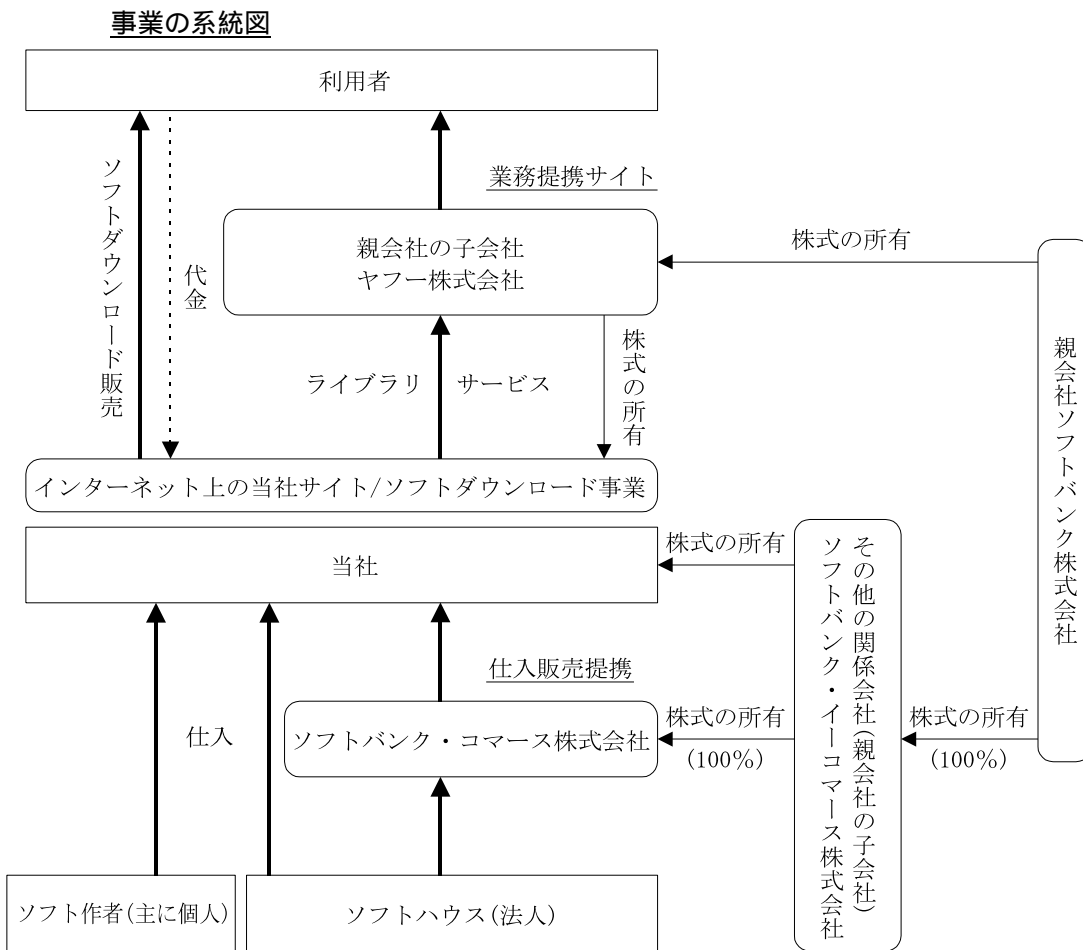 事業の系統図
利用者
業務提携サイト
ソフトダウンロード販売
代金
親会社の子会社
ヤフー株式会社
株式の所有
株式の所有
ライブラリ サービス
親会社ソフトバンク株式会社
インターネット上の当社サイト/ソフトダウンロード事業
当社
株式の所有
その他の関係会社(親会社の子会社)
ソフトバンク・イーコマース株式会社
仕入販売提携
仕入
ソフトバンク・コマース株式会社
株式の所有
(100%)
株式の所有
(100%)
ソフト作者(主に個人)
ソフトハウス(法人)